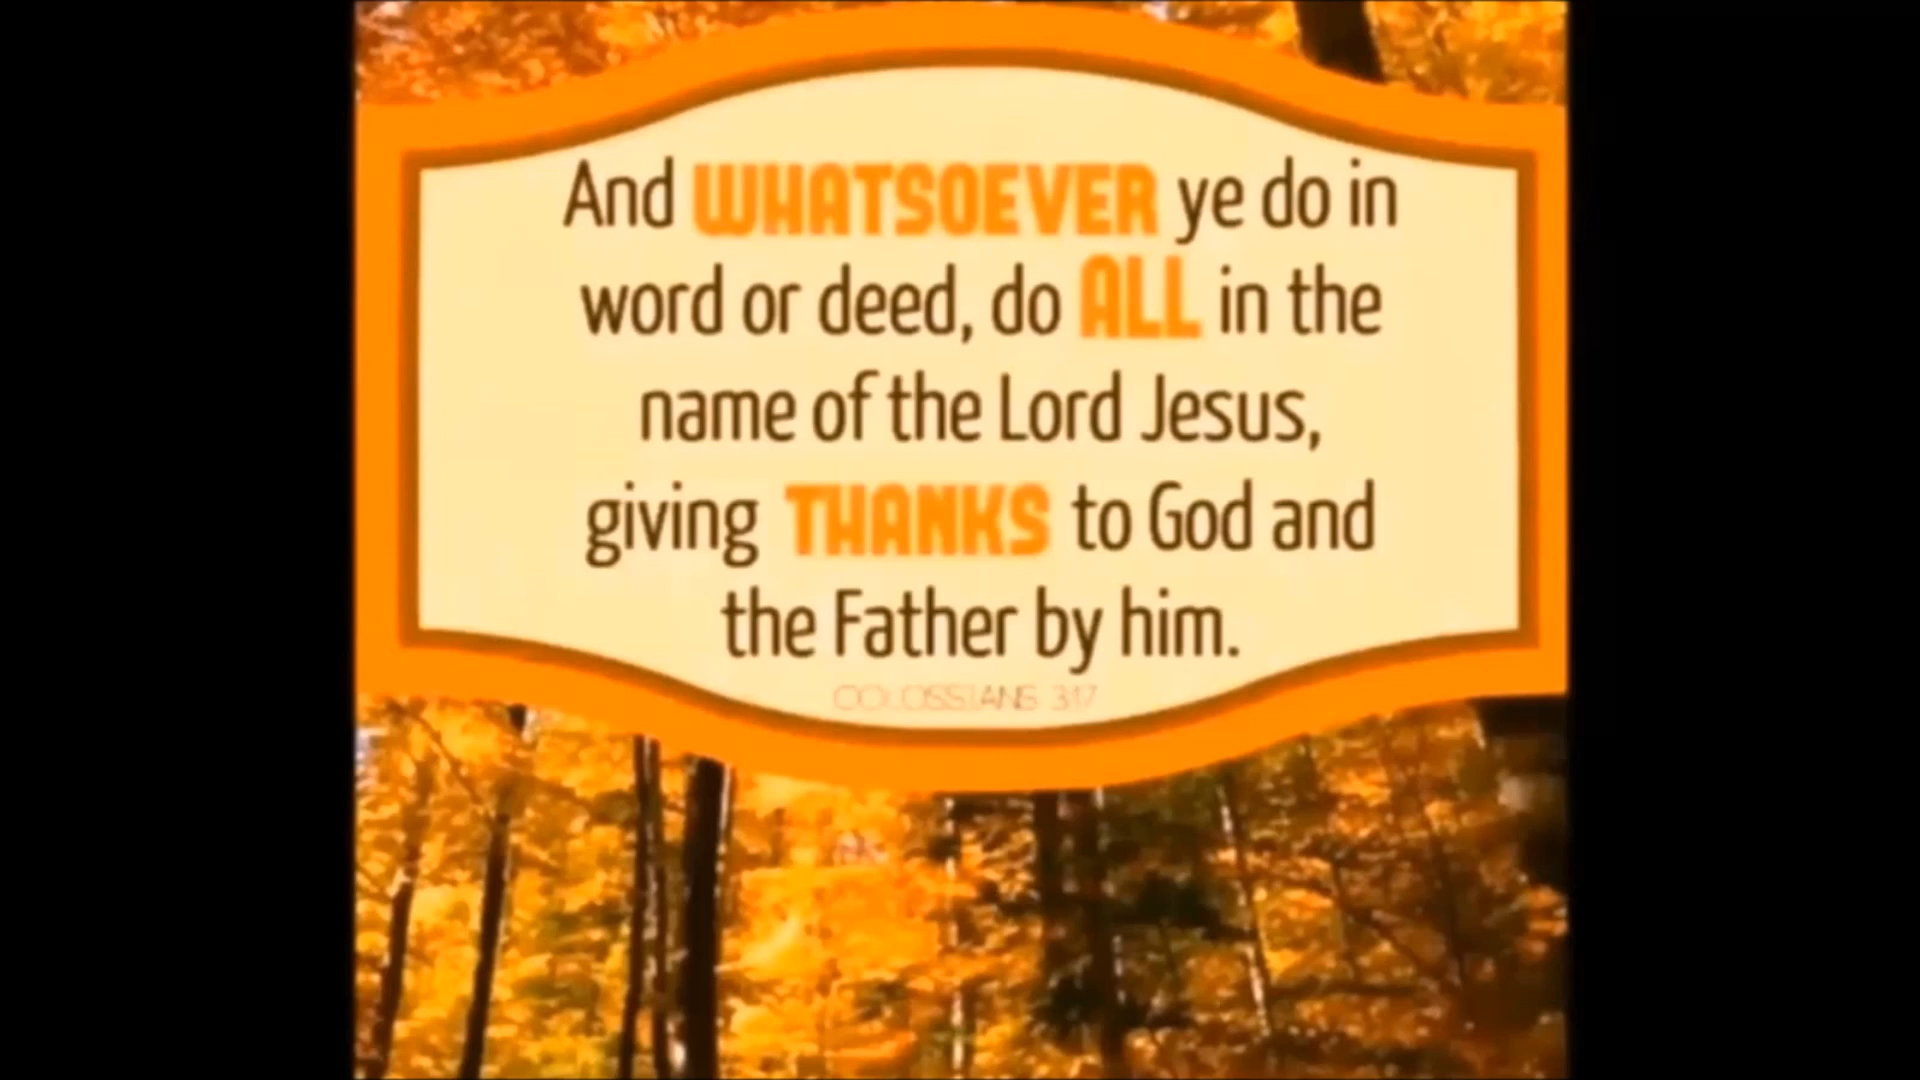 And WHATSOEVER ye do in
word or deed, do ALL in the
name of the Lord Jesus,
giving THANKS to God and
the Father by him.
COLOSSIANS 3:17